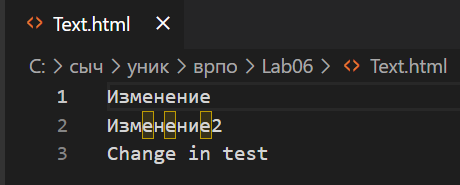 Text.html
C: > сыч > уник > врпо > Lab06 > <> Text.html
1 Изменение
2 Изменение2
3 Change in test